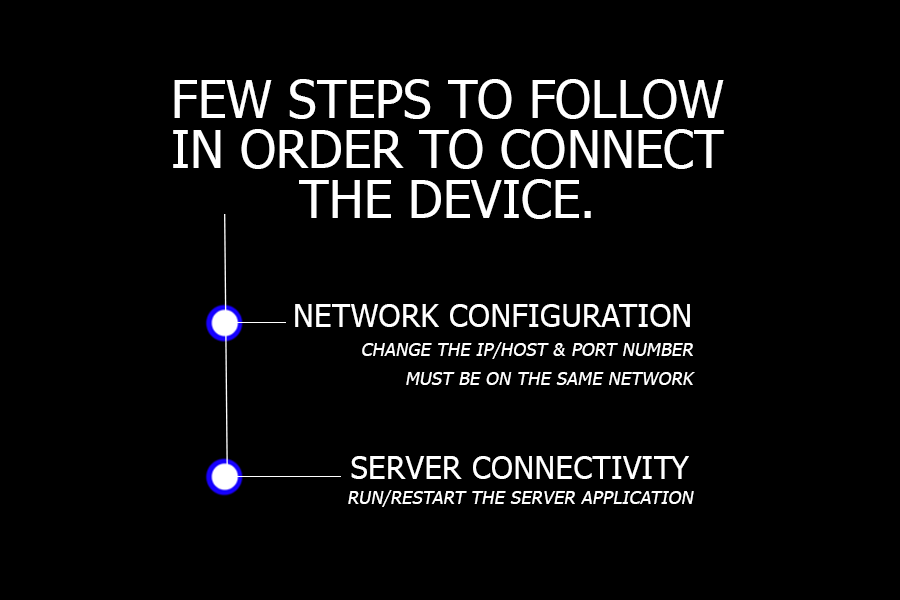 FEW STEPS TO FOLLOW
IN ORDER TO CONNECT
THE DEVICE.
NETWORK CONFIGURATION
CHANGE THE IP/HOST & PORT NUMBER
MUST BE ON THE SAME NETWORK
SERVER CONNECTIVITY
RUN/RESTART THE SERVER APPLICATION